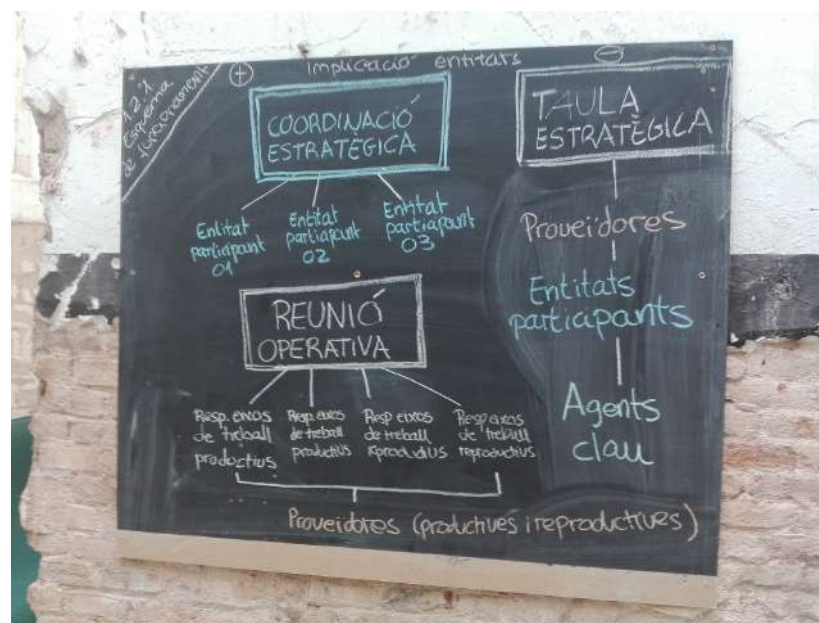 1 2 1
Esquema
de funcionament
+ implicació entitats -
COORDINACIÓ
ESTRATÈGICA
Entitat
participant
01
Entitat
participant
02
Entitat
participant
03
REUNIÓ
OPERATIVA
Resp. eixos
de treball
productius
Resp. eixos
de treball
productius
Resp eixos
de treball
reproductius
Resp eixos
de treball
reproductius
Proveïdores (productives i reproductives)
TAULA
ESTRATÈGICA
Proveïdores
Entitats
participants
Agents
clau